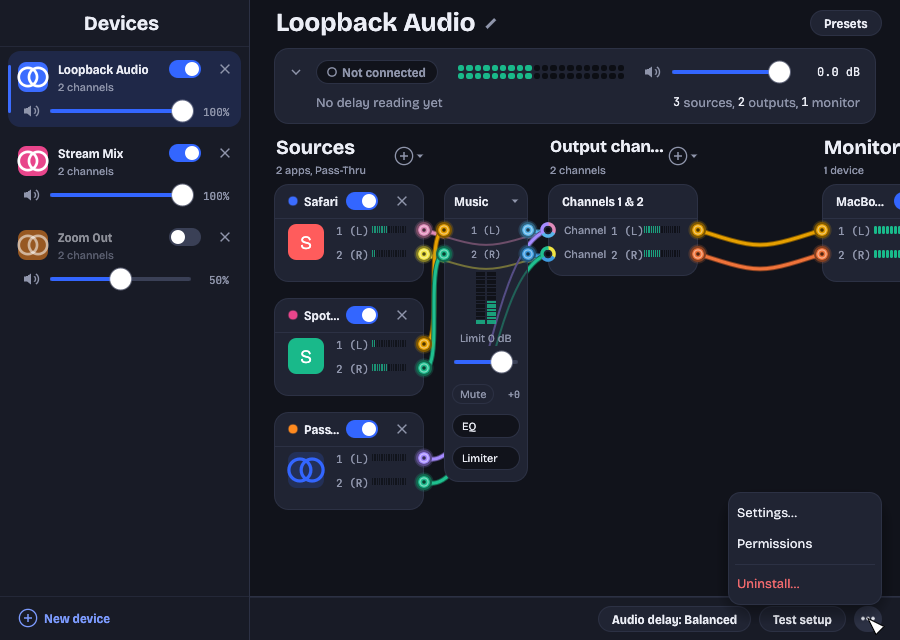 Devices
Loopback Audio
2 channels
100%
Stream Mix
2 channels
100%
Zoom Out
2 channels
50%
New device
Loopback Audio
Presets
Not connected
0.0 dB
No delay reading yet
3 sources, 2 outputs, 1 monitor
Sources
2 apps, Pass-Thru
Safari
S
1 (L)
2 (R)
Spot...
S
1 (L)
2 (R)
Pass...
1 (L)
2 (R)
Music
1 (L)
2 (R)
Limit 0 dB
Mute
+0
EQ
Limiter
Output chan...
2 channels
Channels 1 & 2
Channel 1 (L)
Channel 2 (R)
Monitor
1 device
MacBo...
1 (L)
2 (R)
Settings...
Permissions
Uninstall...
Audio delay: Balanced
Test setup